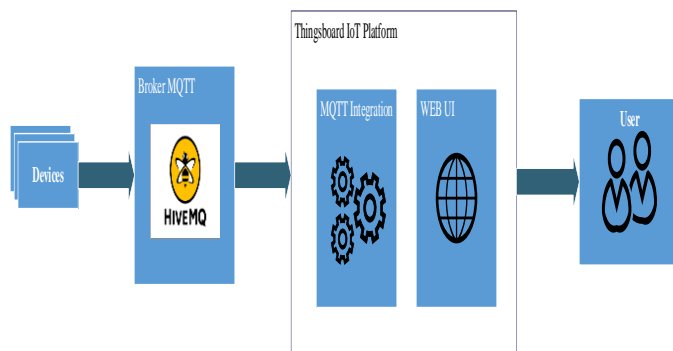 Thingsboard IoT Platform
Broker MQTT
MQTT Integration
WEB UI
User
Devices
HIVEMQ